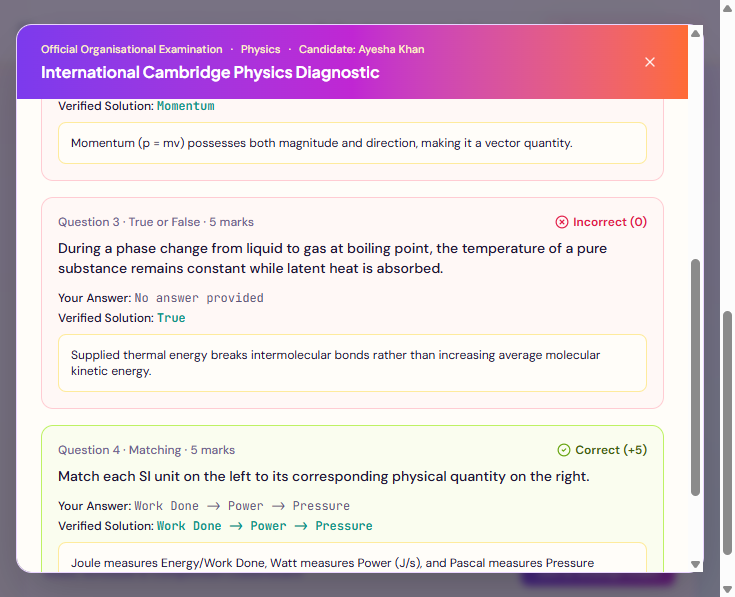 Official Organisational Examination · Physics · Candidate: Ayesha Khan
International Cambridge Physics Diagnostic
Verified Solution: Momentum
Momentum (p = mv) possesses both magnitude and direction, making it a vector quantity.
Question 3 · True or False · 5 marks
Incorrect (0)
During a phase change from liquid to gas at boiling point, the temperature of a pure
substance remains constant while latent heat is absorbed.
Your Answer: No answer provided
Verified Solution: True
Supplied thermal energy breaks intermolecular bonds rather than increasing average molecular
kinetic energy.
Question 4 · Matching · 5 marks
Correct (+5)
Match each SI unit on the left to its corresponding physical quantity on the right.
Your Answer: Work Done → Power → Pressure
Verified Solution: Work Done → Power → Pressure
Joule measures Energy/Work Done, Watt measures Power (J/s), and Pascal measures Pressure